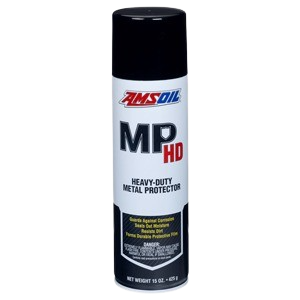 AMSOIL
MP
HD
HEAVY-DUTY
METAL PROTECTOR
Guards Against Corrosion
Seals Out Moisture
Resists Dirt
Forms Durable Protective Film
DANGER:
NET WEIGHT 15 OZ. • 425 g